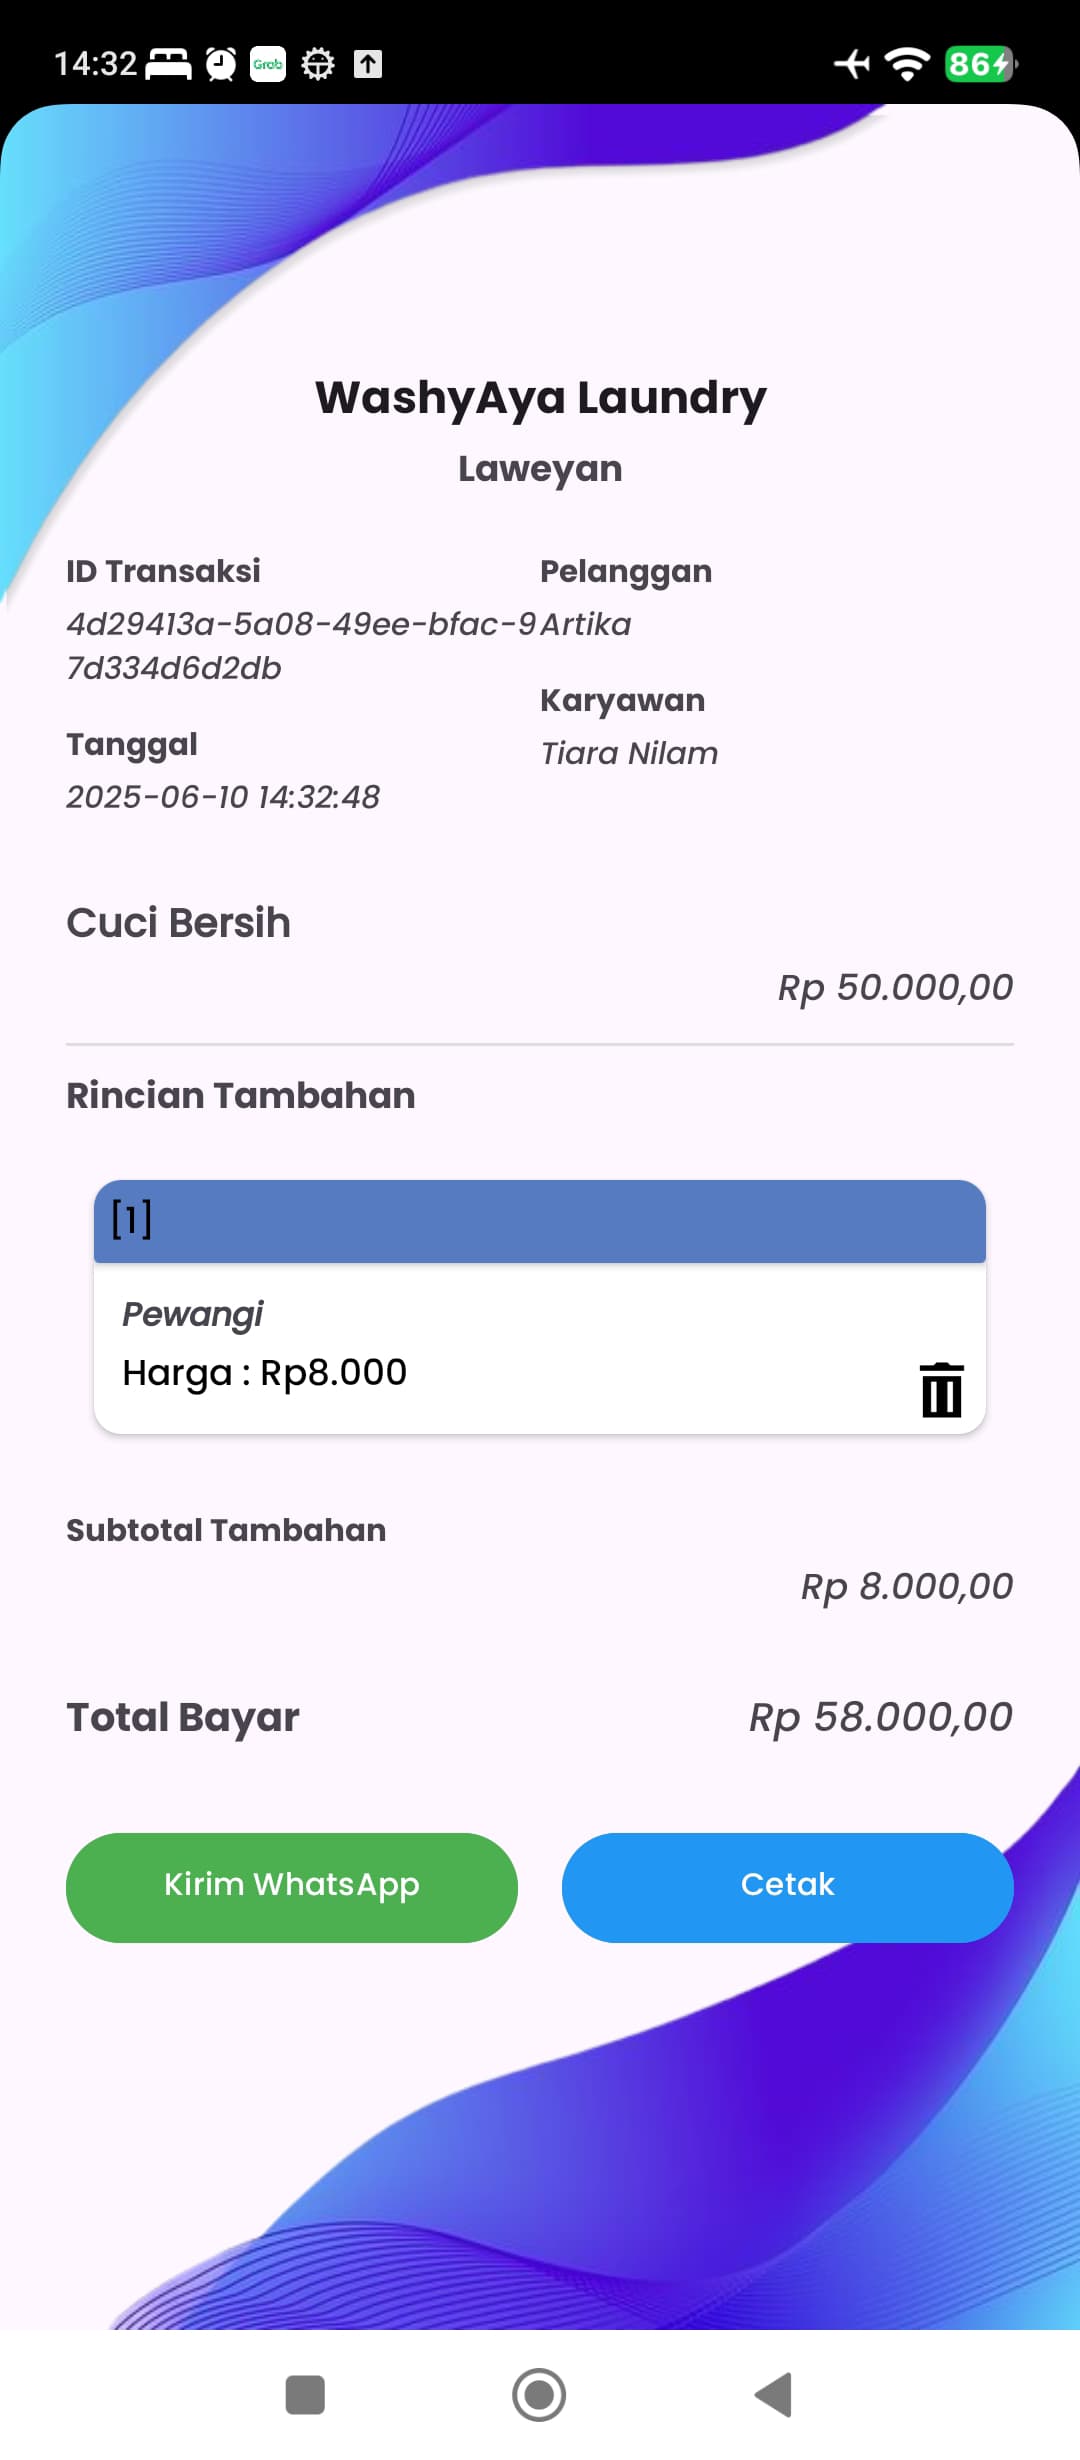 14:32
Grab
86
WashyAya Laundry
Laweyan
ID Transaksi
4d29413a-5a08-49ee-bfac-9
7d334d6d2db
Tanggal
2025-06-10 14:32:48
Pelanggan
Artika
Karyawan
Tiara Nilam
Cuci Bersih
Rp 50.000,00
Rincian Tambahan
[1]
Pewangi
Harga : Rp8.000
Subtotal Tambahan
Rp 8.000,00
Total Bayar Rp 58.000,00
Kirim WhatsApp
Cetak